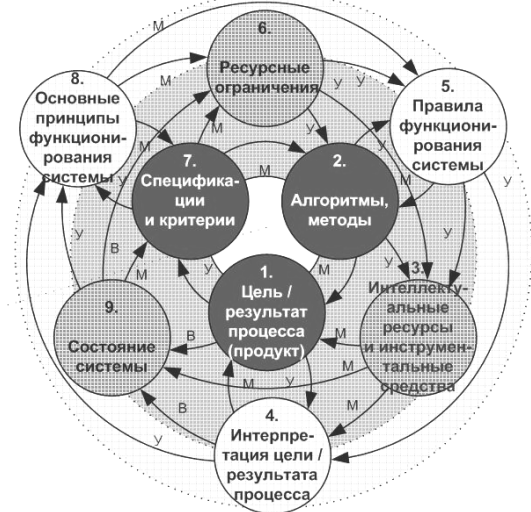 6.
Ресурсные
ограничения
8.
Основные
принципы
функциони-
рования
системы
5.
Правила
функциони-
рования
системы
7.
Спецификa-
ции
и критерии
2.
Алгоритмы,
методы
1.
Цель /
результат
процесса
(продукт)
3.
Интеллекту-
альные
ресурсы
и инструмен-
тальные
средства
9.
Состояние
системы
4.
Интерпре-
тация цели /
результата
процесса
М
М
У
У
У
М
М
М
У
У
М
У
У
В
М
У
М
У
В
М
М
М
У
М
В
У